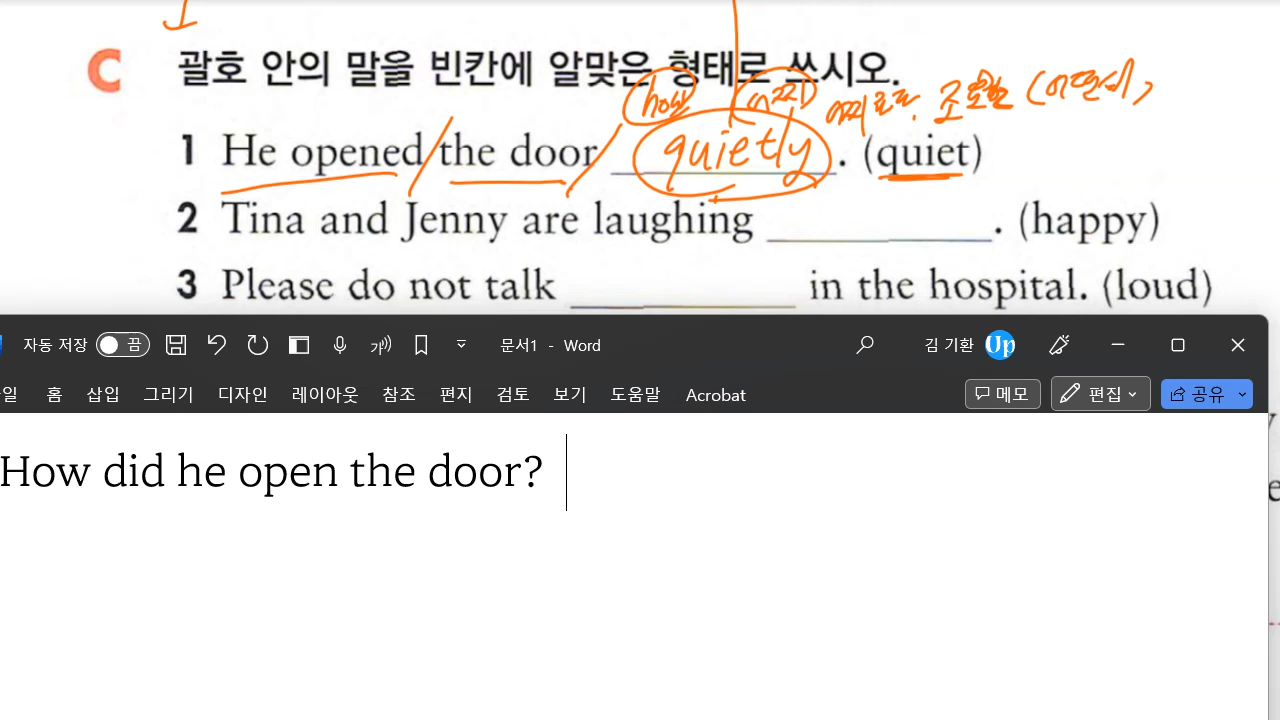 C 괄호 안의 말을 빈칸에 알맞은 형태로 쓰시오.
how
1 He opened the door quietly. (quiet)
2 Tina and Jenny are laughing ________. (happy)
3 Please do not talk ________ in the hospital. (loud)
자동 저장 끔 문서1 - Word 김 기환 Up
일 홈 삽입 그리기 디자인 레이아웃 참조 편지 검토 보기 도움말 Acrobat 메모 편집 공유
How did he open the door?